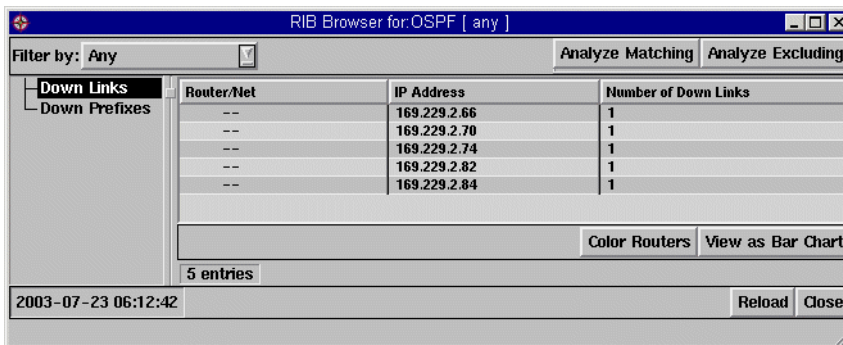 RIB Browser for:OSPF [ any ]
Filter by: Any
Analyze Matching
Analyze Excluding
Down Links
Down Prefixes
Router/Net IP Address Number of Down Links
-- 169.229.2.66 1
-- 169.229.2.70 1
-- 169.229.2.74 1
-- 169.229.2.82 1
-- 169.229.2.84 1
Color Routers
View as Bar Chart
5 entries
2003-07-23 06:12:42
Reload
Close